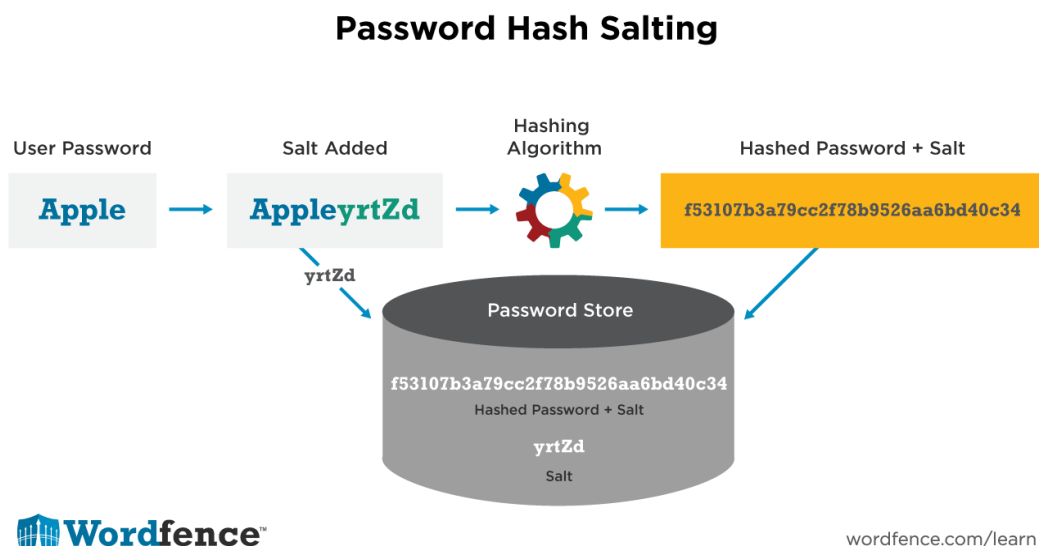 Password Hash Salting
User Password
Salt Added
Hashing
Algorithm
Hashed Password + Salt
Apple
AppleyrtZd
f53107b3a79cc2f78b9526aa6bd40c34
yrtZd
Password Store
f53107b3a79cc2f78b9526aa6bd40c34
Hashed Password + Salt
yrtZd
Salt
Wordfence™
wordfence.com/learn